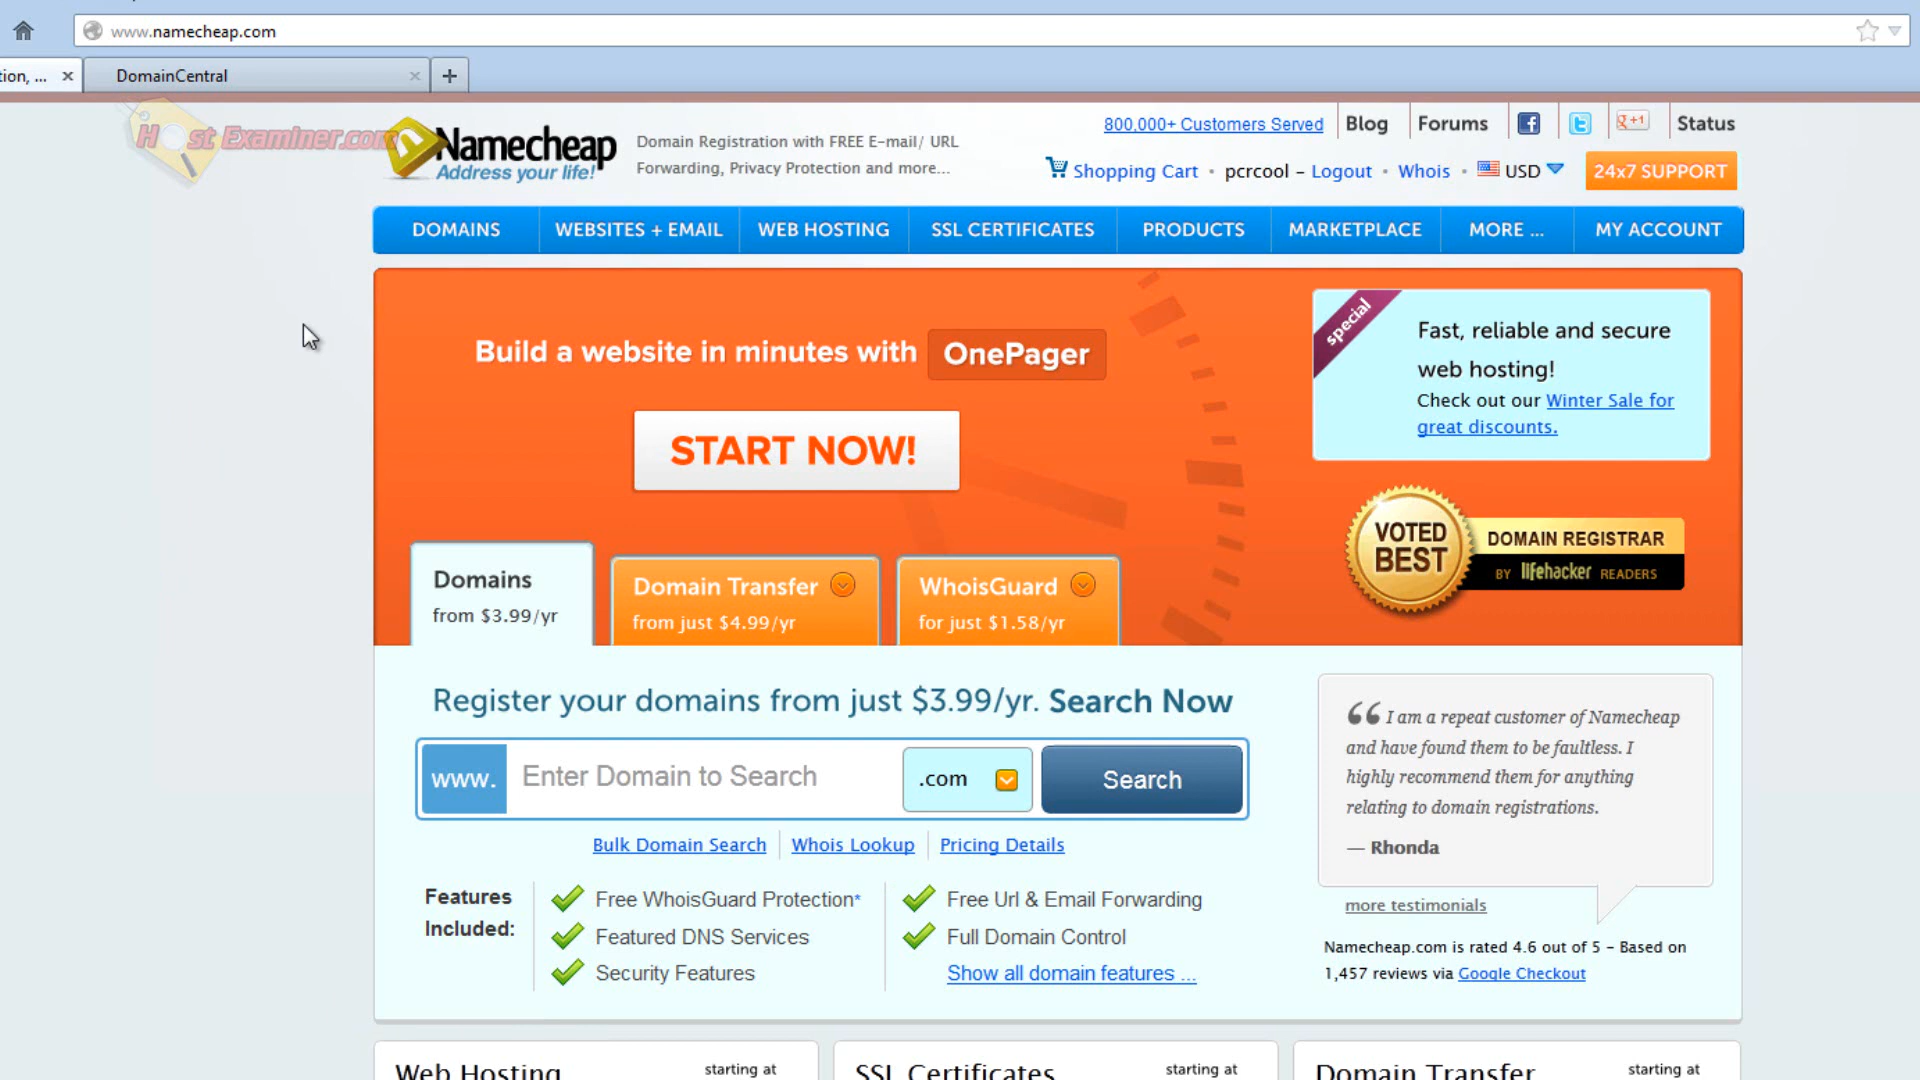 www.namecheap.com
tion, ...
DomainCentral
HostExaminer.com
Namecheap
Address your life!
Domain Registration with FREE E-mail/ URL
Forwarding, Privacy Protection and more...
800,000+ Customers Served
Blog
Forums
+1
Status
Shopping Cart • pcrcool – Logout • Whois • USD
24x7 SUPPORT
DOMAINS
WEBSITES + EMAIL
WEB HOSTING
SSL CERTIFICATES
PRODUCTS
MARKETPLACE
MORE ...
MY ACCOUNT
Build a website in minutes with OnePager
START NOW!
special
Fast, reliable and secure
web hosting!
Check out our Winter Sale for
great discounts.
VOTED
BEST
DOMAIN REGISTRAR
BY lifehacker READERS
Domains
from $3.99/yr
Domain Transfer
from just $4.99/yr
WhoisGuard
for just $1.58/yr
Register your domains from just $3.99/yr. Search Now
www.
Enter Domain to Search
.com
Search
Bulk Domain Search
Whois Lookup
Pricing Details
Features
Included:
Free WhoisGuard Protection*
Featured DNS Services
Security Features
Free Url & Email Forwarding
Full Domain Control
Show all domain features ...
“ I am a repeat customer of Namecheap
and have found them to be faultless. I
highly recommend them for anything
relating to domain registrations.
— Rhonda
more testimonials
Namecheap.com is rated 4.6 out of 5 – Based on
1,457 reviews via Google Checkout
Web Hosting
starting at
SSL Certificates
starting at
Domain Transfer
starting at